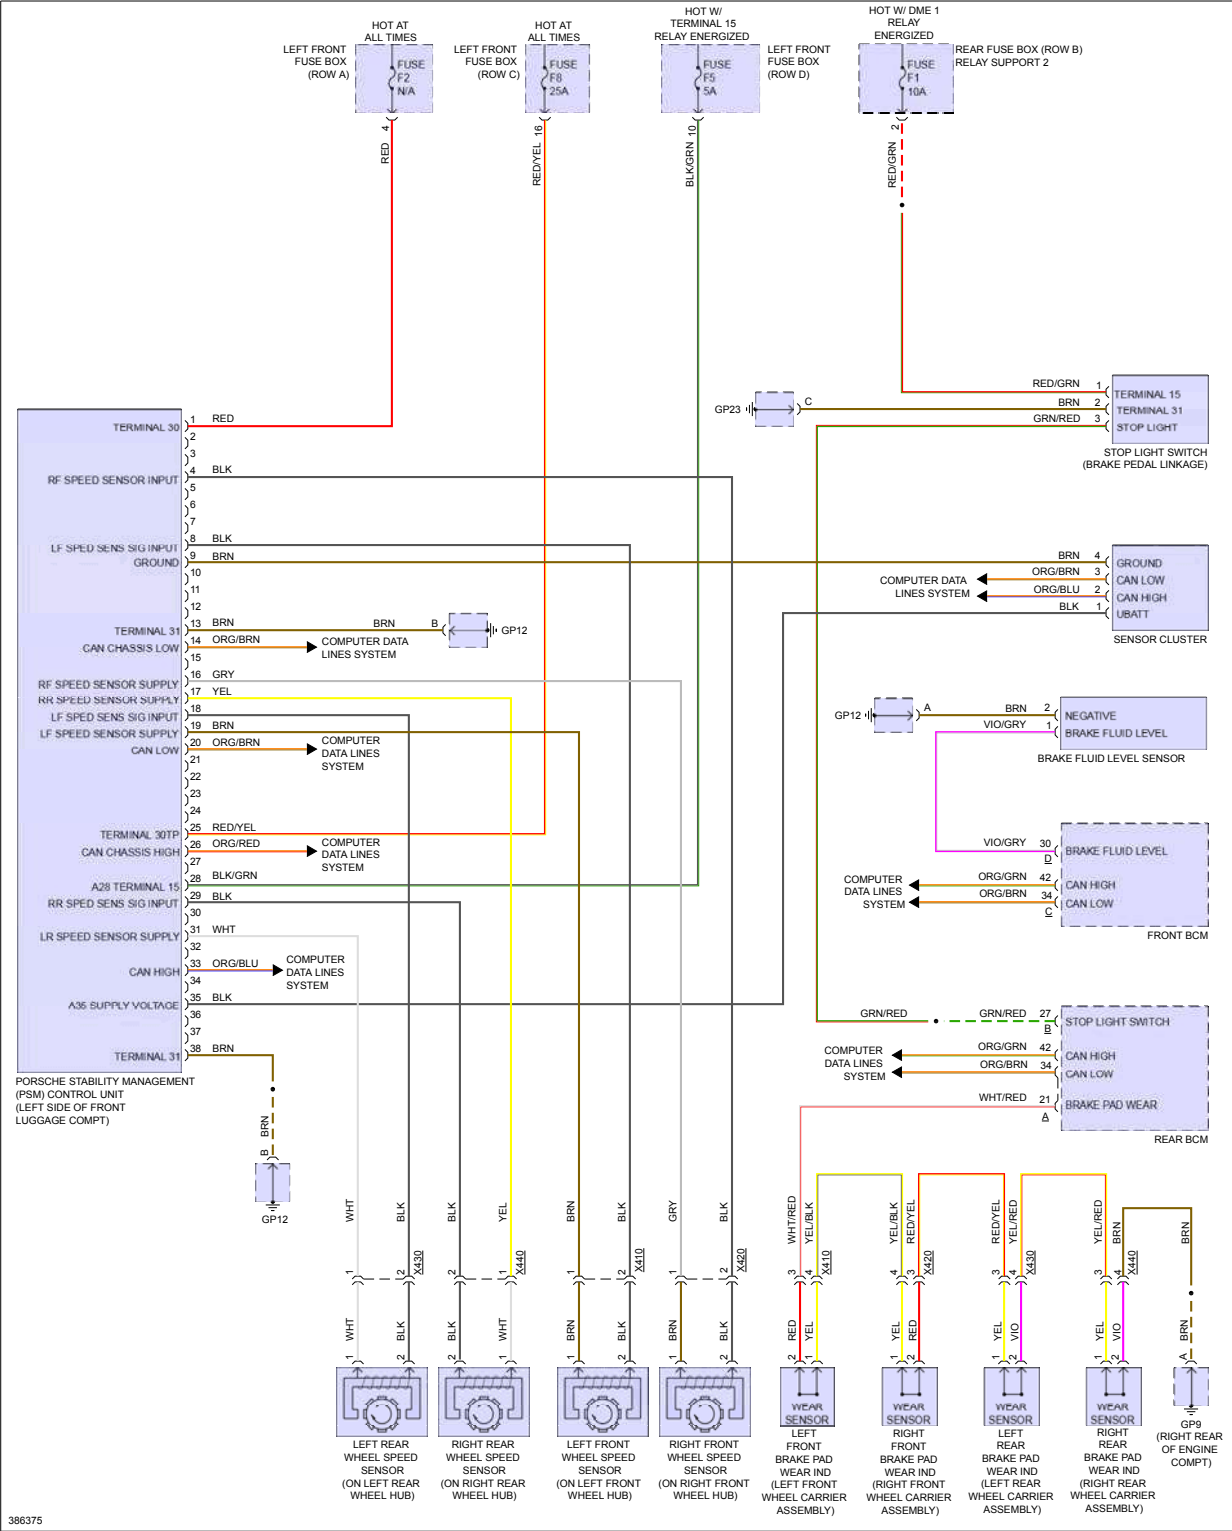 HOT AT
ALL TIMES
LEFT FRONT
FUSE BOX
(ROW A)
FUSE
F2
N/A
4
RED
HOT AT
ALL TIMES
LEFT FRONT
FUSE BOX
(ROW C)
FUSE
F8
25A
16
RED/YEL
HOT W/
TERMINAL 15
RELAY ENERGIZED
LEFT FRONT
FUSE BOX
(ROW D)
FUSE
F5
5A
10
BLK/GRN
HOT W/ DME 1
RELAY
ENERGIZED
REAR FUSE BOX (ROW B)
RELAY SUPPORT 2
FUSE
F1
10A
2
RED/GRN
RED/GRN 1 TERMINAL 15
GP23 C BRN 2 TERMINAL 31
GRN/RED 3 STOP LIGHT
STOP LIGHT SWITCH
(BRAKE PEDAL LINKAGE)
TERMINAL 30 1 RED
2
3
RF SPEED SENSOR INPUT 4 BLK
5
6
7
LF SPED SENS SIG INPUT 8 BLK
GROUND 9 BRN
10
11
12
TERMINAL 31 13 BRN BRN B GP12
CAN CHASSIS LOW 14 ORG/BRN COMPUTER DATA
LINES SYSTEM
15
RF SPEED SENSOR SUPPLY 16 GRY
RR SPEED SENSOR SUPPLY 17 YEL
LF SPED SENS SIG INPUT 18
LF SPEED SENSOR SUPPLY 19 BRN
CAN LOW 20 ORG/BRN COMPUTER
DATA LINES
SYSTEM
21
22
23
24
TERMINAL 30TP 25 RED/YEL
CAN CHASSIS HIGH 26 ORG/RED COMPUTER
DATA LINES
SYSTEM
27
A28 TERMINAL 15 28 BLK/GRN
RR SPED SENS SIG INPUT 29 BLK
30
LR SPEED SENSOR SUPPLY 31 WHT
32
CAN HIGH 33 ORG/BLU COMPUTER
DATA LINES
SYSTEM
34
A35 SUPPLY VOLTAGE 35 BLK
36
37
TERMINAL 31 38 BRN
PORSCHE STABILITY MANAGEMENT
(PSM) CONTROL UNIT
(LEFT SIDE OF FRONT
LUGGAGE COMPT)
BRN
B
GP12
BRN 4 GROUND
ORG/BRN 3 CAN LOW
ORG/BLU 2 CAN HIGH
BLK 1 UBATT
COMPUTER DATA
LINES SYSTEM
SENSOR CLUSTER
GP12 A BRN 2 NEGATIVE
VIO/GRY 1 BRAKE FLUID LEVEL
BRAKE FLUID LEVEL SENSOR
VIO/GRY 30 BRAKE FLUID LEVEL
D
ORG/GRN 42 CAN HIGH
ORG/BRN 34 CAN LOW
C
COMPUTER
DATA LINES
SYSTEM
FRONT BCM
GRN/RED GRN/RED 27 STOP LIGHT SWITCH
B
ORG/GRN 42 CAN HIGH
ORG/BRN 34 CAN LOW
COMPUTER
DATA LINES
SYSTEM
WHT/RED 21 BRAKE PAD WEAR
A
REAR BCM
WHT BLK BLK YEL BRN BLK GRY BLK WHT/RED YEL/BLK YEL/BLK RED/YEL RED/YEL YEL/RED YEL/RED BRN BRN
1 2 X430 2 1 X440 1 2 X410 1 2 X420 3 4 X410 4 3 X420 3 4 X430 3 4 X440
WHT BLK BLK WHT BRN BLK BRN BLK RED YEL YEL RED YEL VIO YEL VIO BRN
1 2 2 1 1 2 1 2 2 1 1 2 1 2 1 2 A
LEFT REAR
WHEEL SPEED
SENSOR
(ON LEFT REAR
WHEEL HUB)
RIGHT REAR
WHEEL SPEED
SENSOR
(ON RIGHT REAR
WHEEL HUB)
LEFT FRONT
WHEEL SPEED
SENSOR
(ON LEFT FRONT
WHEEL HUB)
RIGHT FRONT
WHEEL SPEED
SENSOR
(ON RIGHT FRONT
WHEEL HUB)
WEAR
SENSOR
LEFT
FRONT
BRAKE PAD
WEAR IND
(LEFT FRONT
WHEEL CARRIER
ASSEMBLY)
WEAR
SENSOR
RIGHT
FRONT
BRAKE PAD
WEAR IND
(RIGHT FRONT
WHEEL CARRIER
ASSEMBLY)
WEAR
SENSOR
LEFT
REAR
BRAKE PAD
WEAR IND
(LEFT REAR
WHEEL CARRIER
ASSEMBLY)
WEAR
SENSOR
RIGHT
REAR
BRAKE PAD
WEAR IND
(RIGHT REAR
WHEEL CARRIER
ASSEMBLY)
GP9
(RIGHT REAR
OF ENGINE
COMPT)
386375